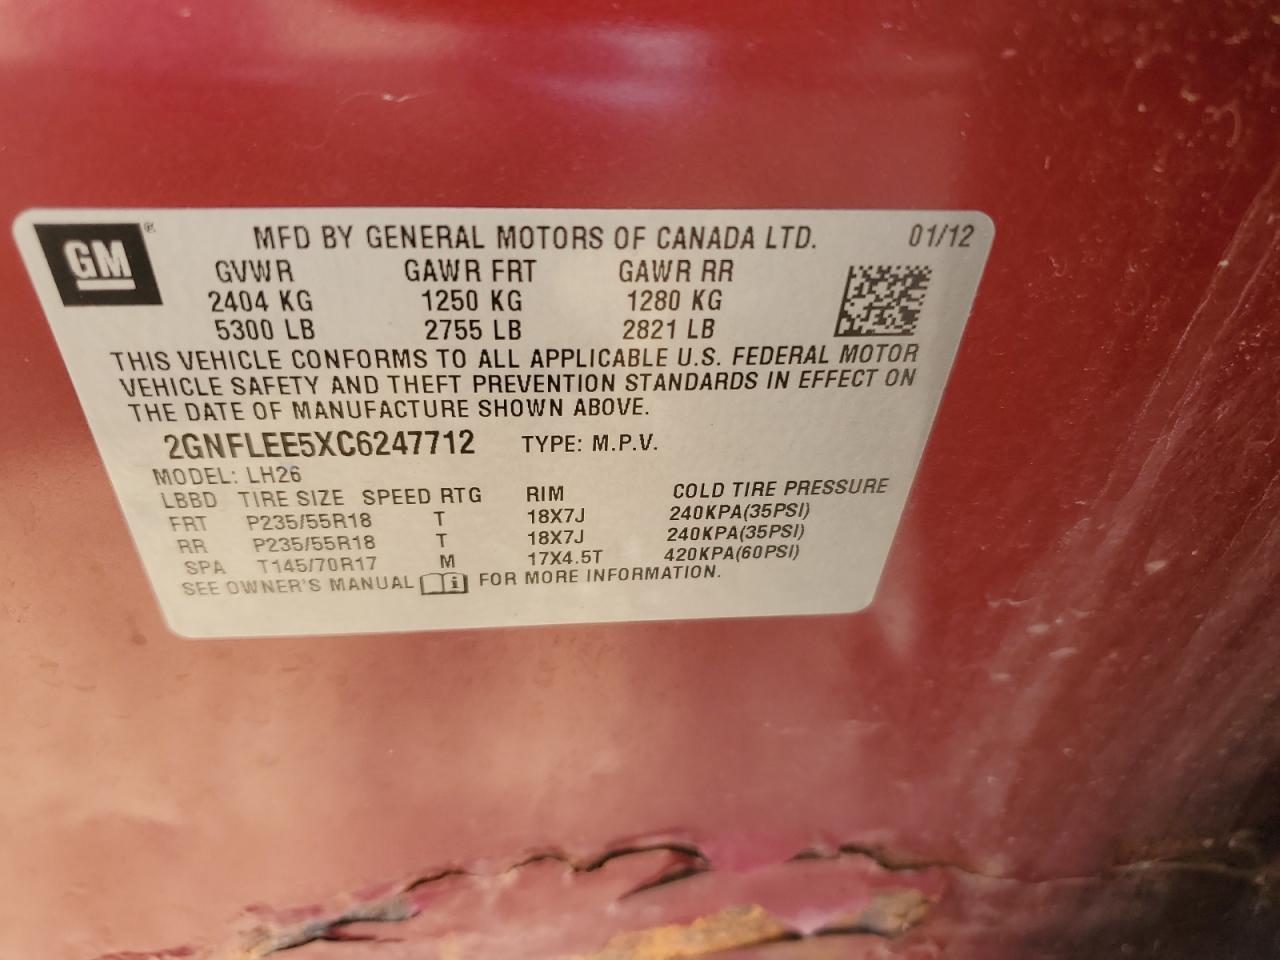 GM®
MFD BY GENERAL MOTORS OF CANADA LTD. 01/12
GVWR GAWR FRT GAWR RR
2404 KG 1250 KG 1280 KG
5300 LB 2755 LB 2821 LB
THIS VEHICLE CONFORMS TO ALL APPLICABLE U.S. FEDERAL MOTOR
VEHICLE SAFETY AND THEFT PREVENTION STANDARDS IN EFFECT ON
THE DATE OF MANUFACTURE SHOWN ABOVE.
2GNFLEE5XC6247712 TYPE: M.P.V.
MODEL: LH26
LBBD TIRE SIZE SPEED RTG RIM COLD TIRE PRESSURE
FRT P235/55R18 T 18X7J 240KPA(35PSI)
RR P235/55R18 T 18X7J 240KPA(35PSI)
SPA T145/70R17 M 17X4.5T 420KPA(60PSI)
SEE OWNER'S MANUAL i FOR MORE INFORMATION.